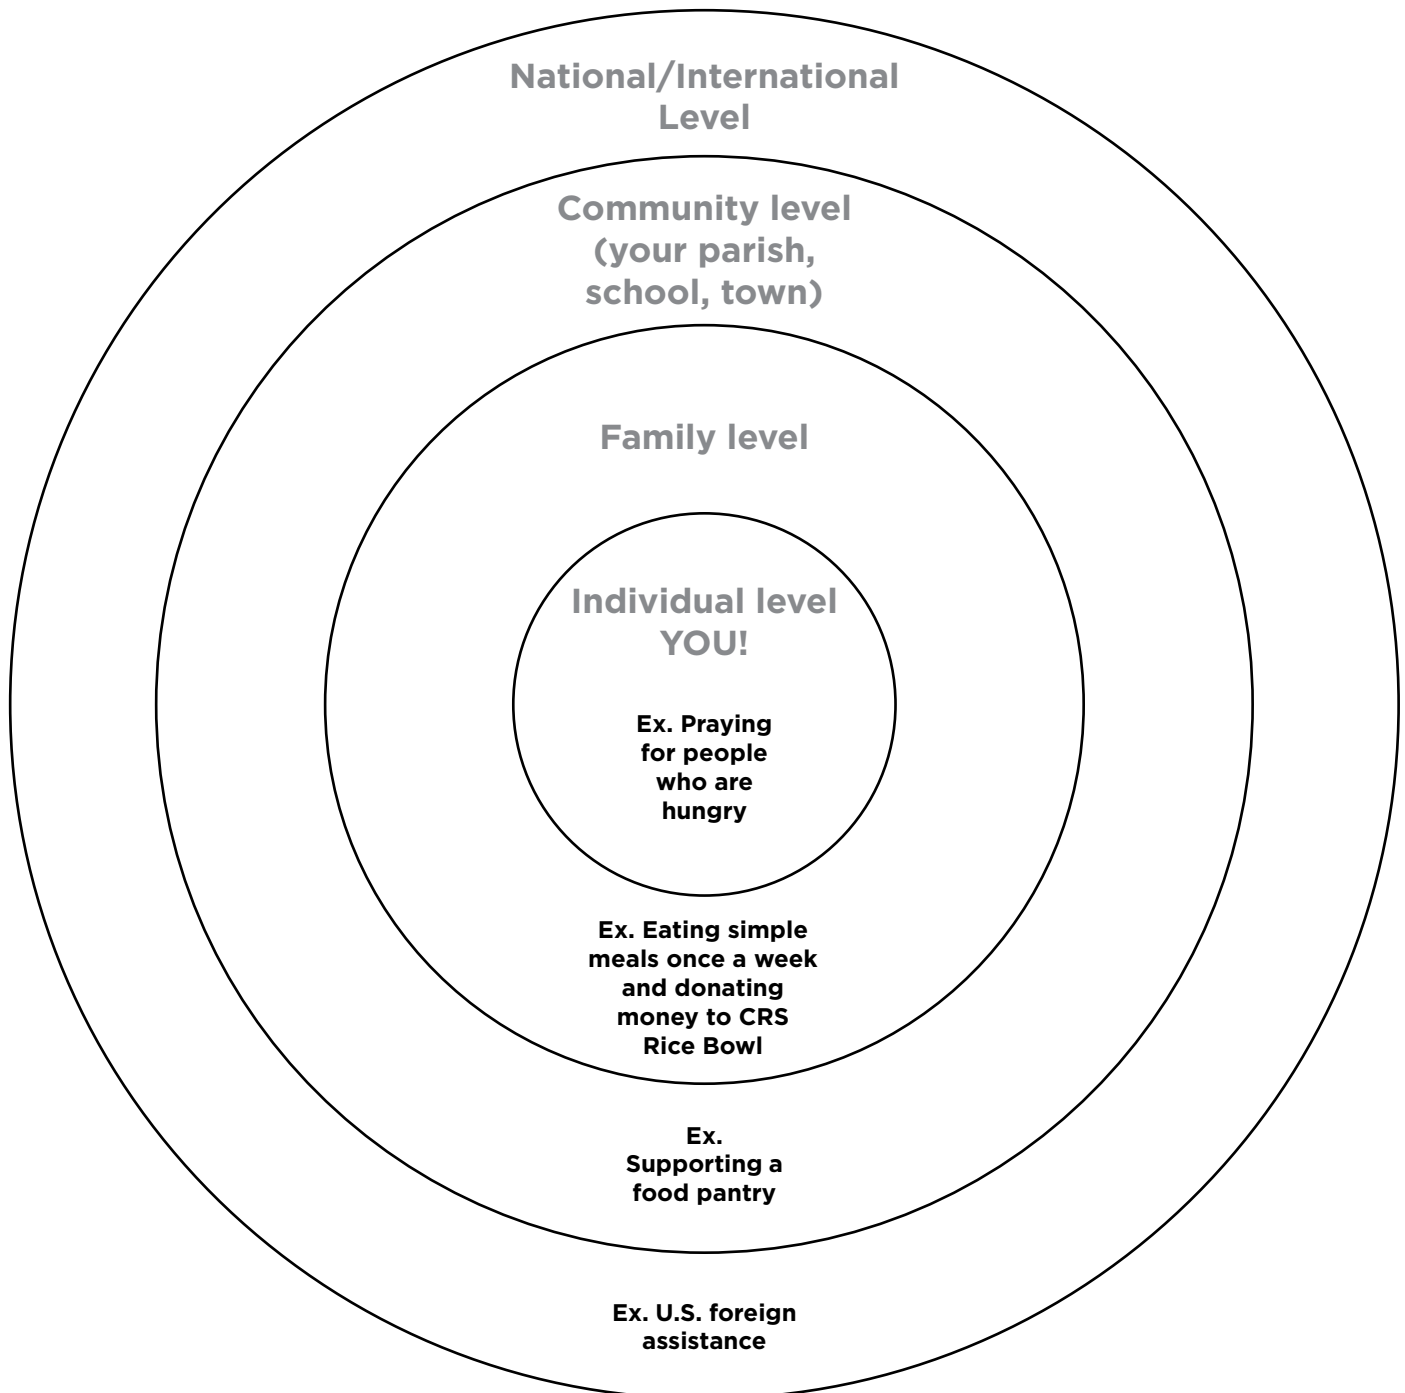 National/International
Level
Community level
(your parish,
school, town)
Family level
Individual level
YOU!
Ex. Praying
for people
who are
hungry
Ex. Eating simple
meals once a week
and donating
money to CRS
Rice Bowl
Ex.
Supporting a
food pantry
Ex. U.S. foreign
assistance